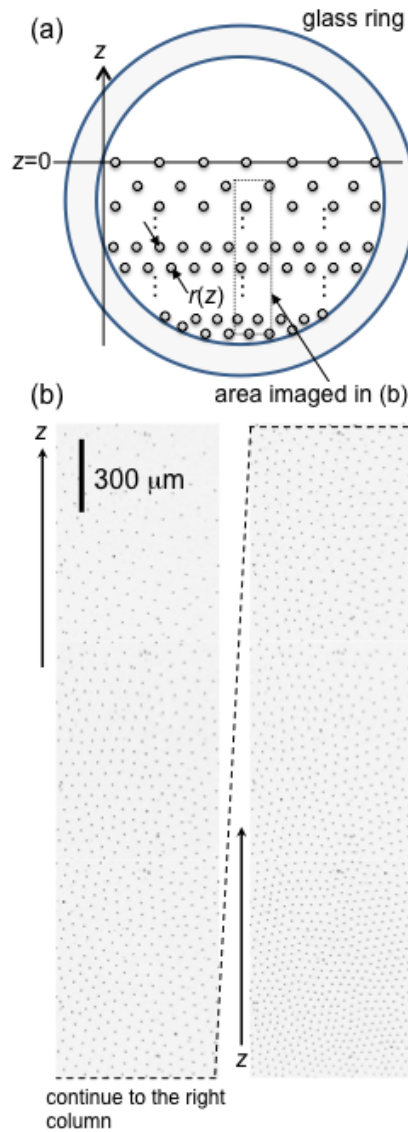 (a)
glass ring
z
z=0
r(z)
area imaged in (b)
(b)
z
300 μm
z
continue to the right
column